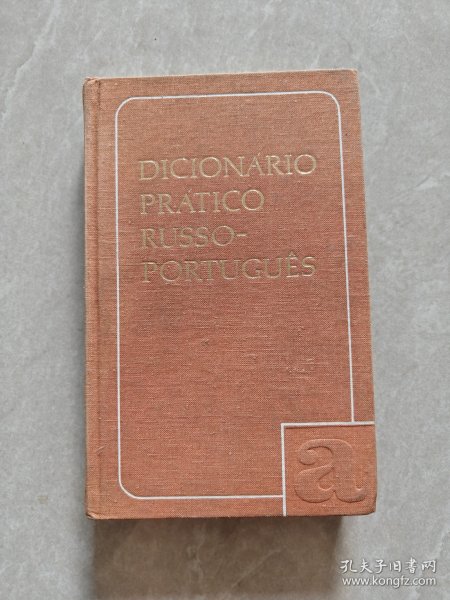 DICIONÁRIO
PRÁTICO
RUSSO-
PORTUGUÊS
a
孔夫子旧书网
www.kongfz.com